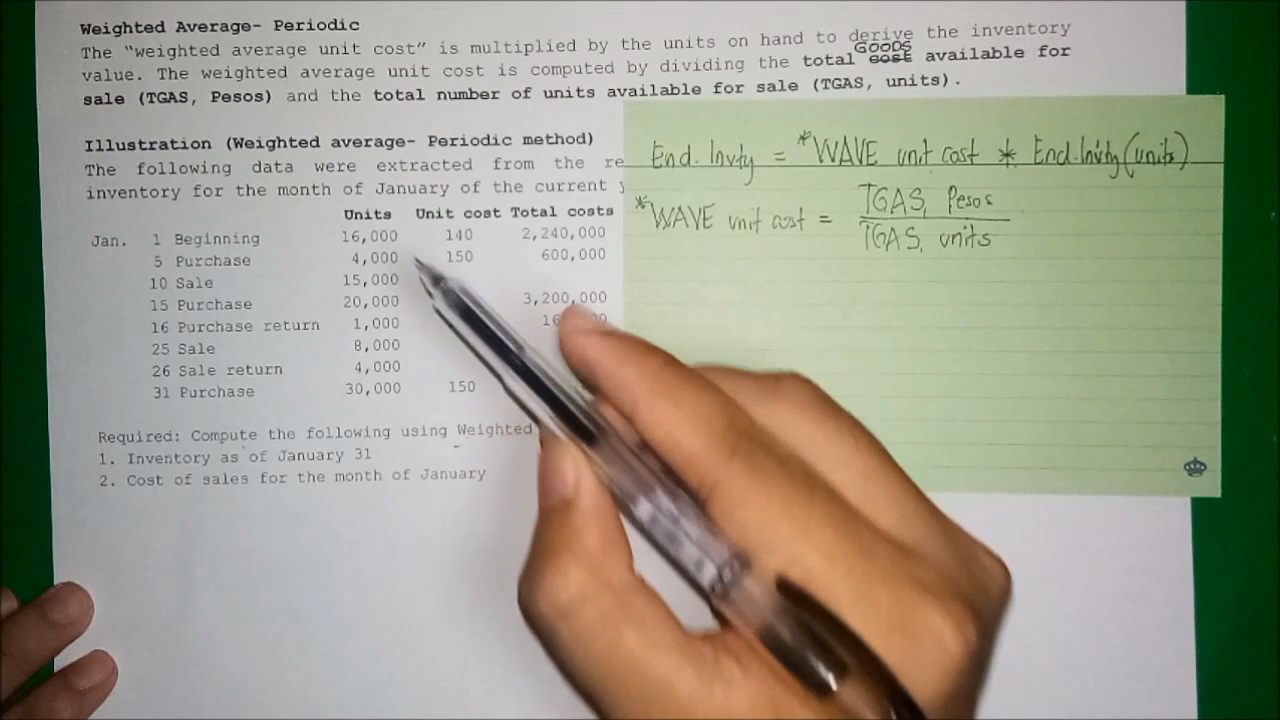 Weighted Average- Periodic
The "weighted average unit cost" is multiplied by the units on hand to derive the inventory
GOODS
value. The weighted average unit cost is computed by dividing the total cost available for
sale (TGAS, Pesos) and the total number of units available for sale (TGAS, units).
Illustration (Weighted average- Periodic method)
The following data were extracted from the re
inventory for the month of January of the current
Units Unit cost Total costs
Jan. 1 Beginning 16,000 140 2,240,000
5 Purchase 4,000 150 600,000
10 Sale 15,000
15 Purchase 20,000 3,200,000
16 Purchase return 1,000
25 Sale 8,000
26 Sale return 4,000
31 Purchase 30,000 150
Required: Compute the following using Weighted
1. Inventory as of January 31
2. Cost of sales for the month of January
End. Invty = *WAVE unit cost * End. Invty (units)
*WAVE unit cost = TGAS, Pesos
TGAS, units